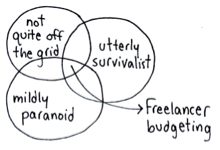 not
quite off
the grid
utterly
survivalist
mildly
paranoid
Freelancer
budgeting